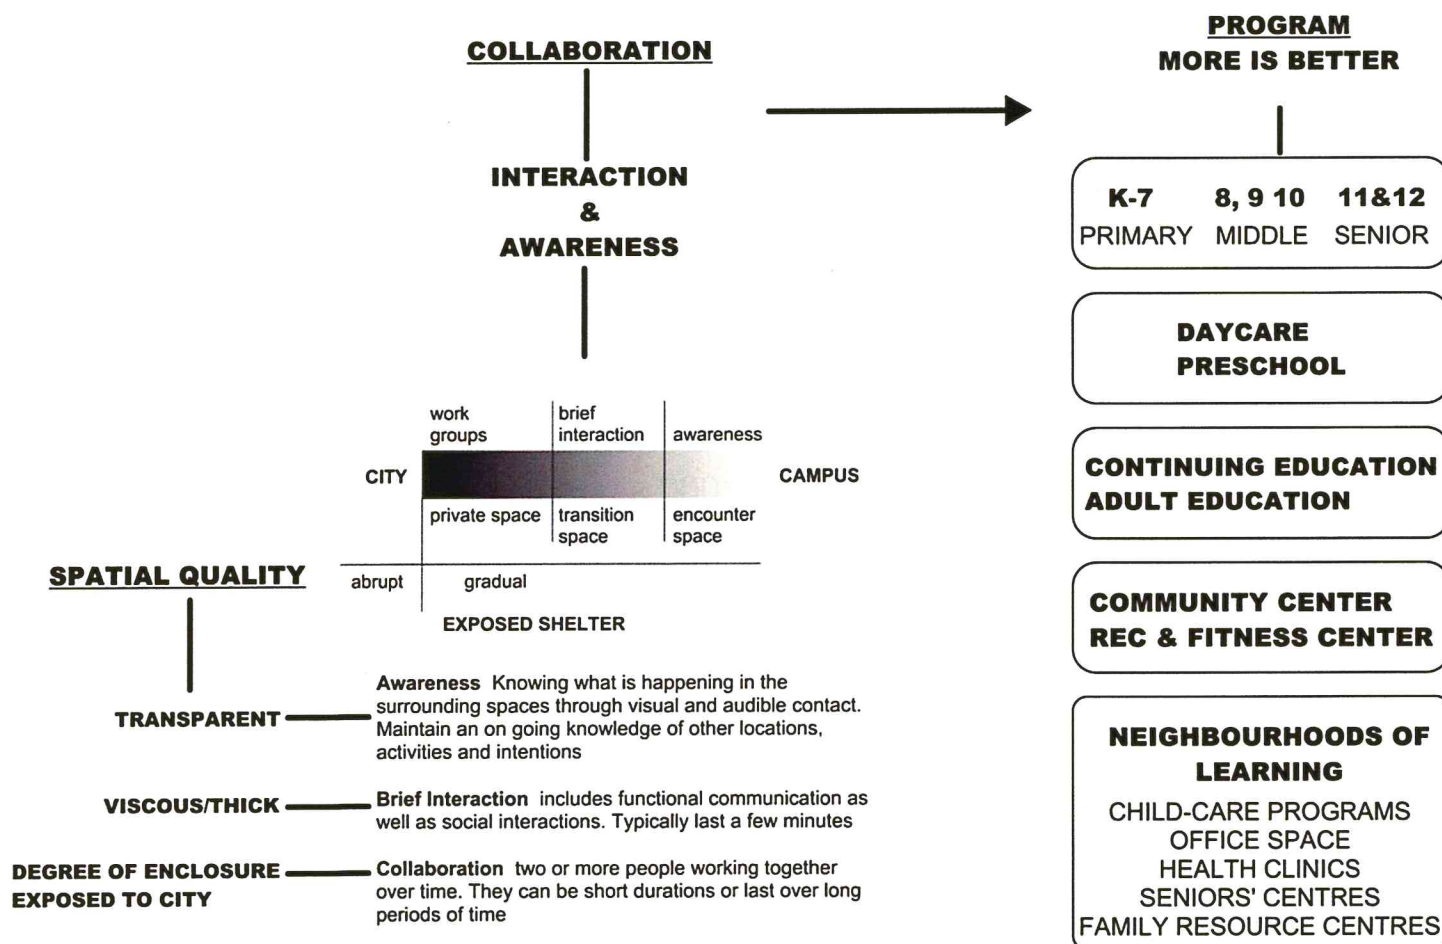 COLLABORATION
INTERACTION
&
AWARENESS
work
groups
brief
interaction
awareness
CITY
CAMPUS
private space
transition
space
encounter
space
abrupt
gradual
EXPOSED SHELTER
SPATIAL QUALITY
TRANSPARENT
Awareness Knowing what is happening in the
surrounding spaces through visual and audible contact.
Maintain an on going knowledge of other locations,
activities and intentions
VISCOUS/THICK
Brief Interaction includes functional communication as
well as social interactions. Typically last a few minutes
DEGREE OF ENCLOSURE
EXPOSED TO CITY
Collaboration two or more people working together
over time. They can be short durations or last over long
periods of time
PROGRAM
MORE IS BETTER
K-7 8, 9 10 11&12
PRIMARY MIDDLE SENIOR
DAYCARE
PRESCHOOL
CONTINUING EDUCATION
ADULT EDUCATION
COMMUNITY CENTER
REC & FITNESS CENTER
NEIGHBOURHOODS OF
LEARNING
CHILD-CARE PROGRAMS
OFFICE SPACE
HEALTH CLINICS
SENIORS' CENTRES
FAMILY RESOURCE CENTRES